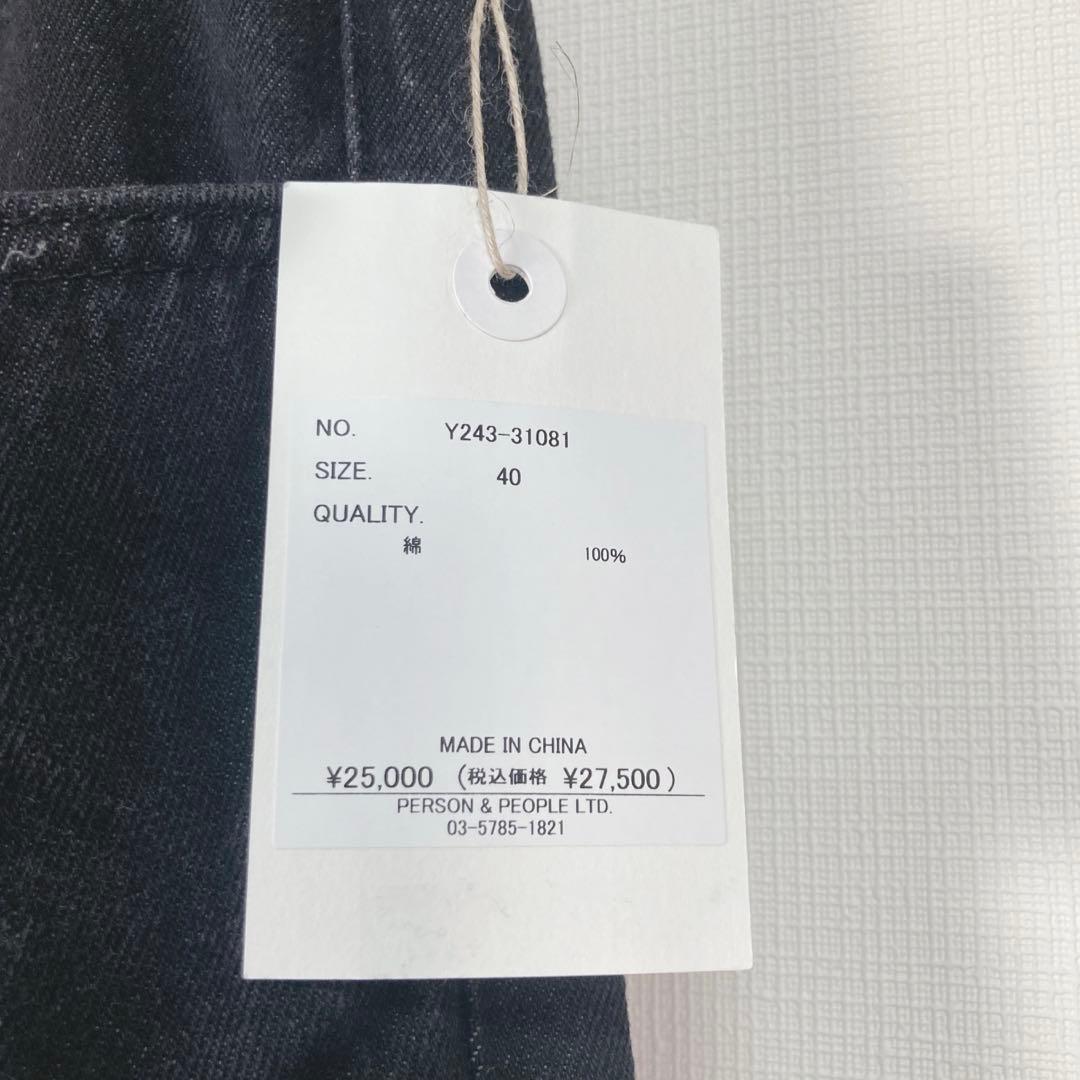 NO. Y243-31081
SIZE. 40
QUALITY.
綿 100%
MADE IN CHINA
¥25,000 (税込価格 ¥27,500)
PERSON & PEOPLE LTD.
03-5785-1821